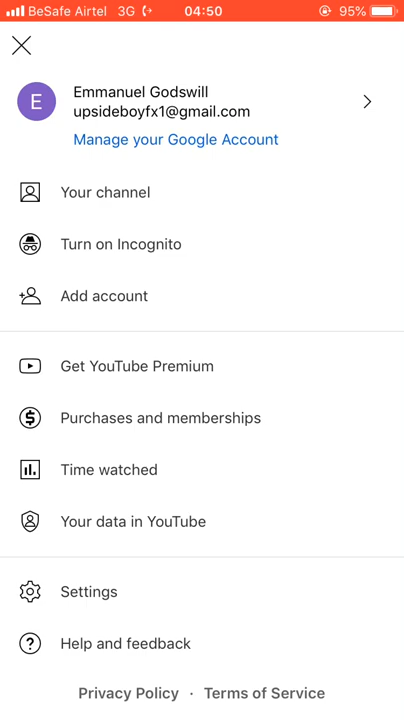 BeSafe Airtel 3G 04:50 95%
E
Emmanuel Godswill
upsideboyfx1@gmail.com
Manage your Google Account
Your channel
Turn on Incognito
Add account
Get YouTube Premium
Purchases and memberships
Time watched
Your data in YouTube
Settings
Help and feedback
Privacy Policy · Terms of Service